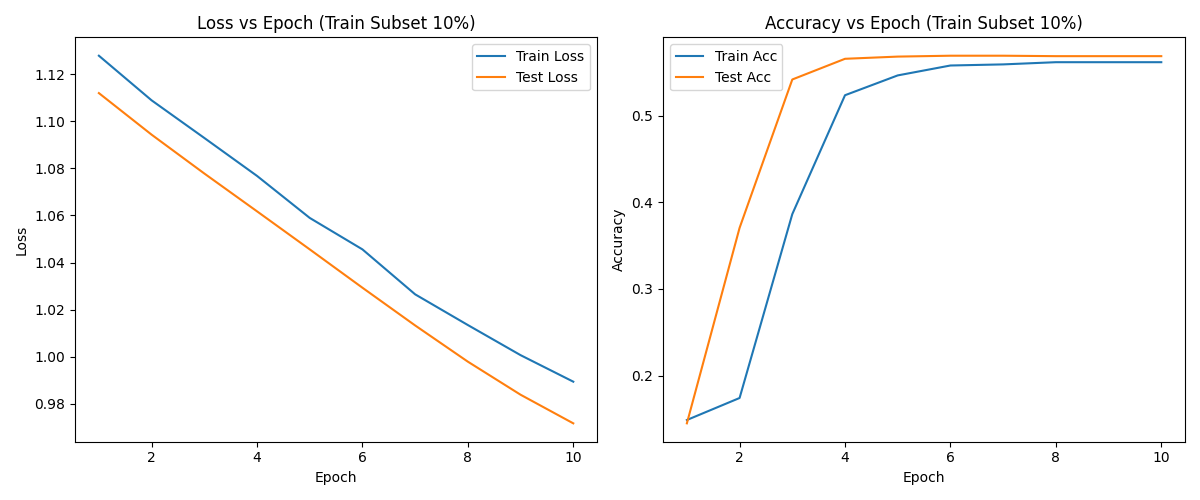 Loss vs Epoch (Train Subset 10%)
Train Loss
Test Loss
1.12
1.10
1.08
1.06
1.04
1.02
1.00
0.98
Loss
2 4 6 8 10
Epoch
Accuracy vs Epoch (Train Subset 10%)
Train Acc
Test Acc
0.5
0.4
0.3
0.2
Accuracy
2 4 6 8 10
Epoch